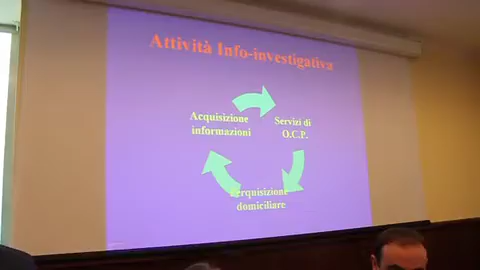 Attività Info-investigativa
Acquisizione
informazioni
Servizi di
O.C.P.
Perquisizione
domiciliare